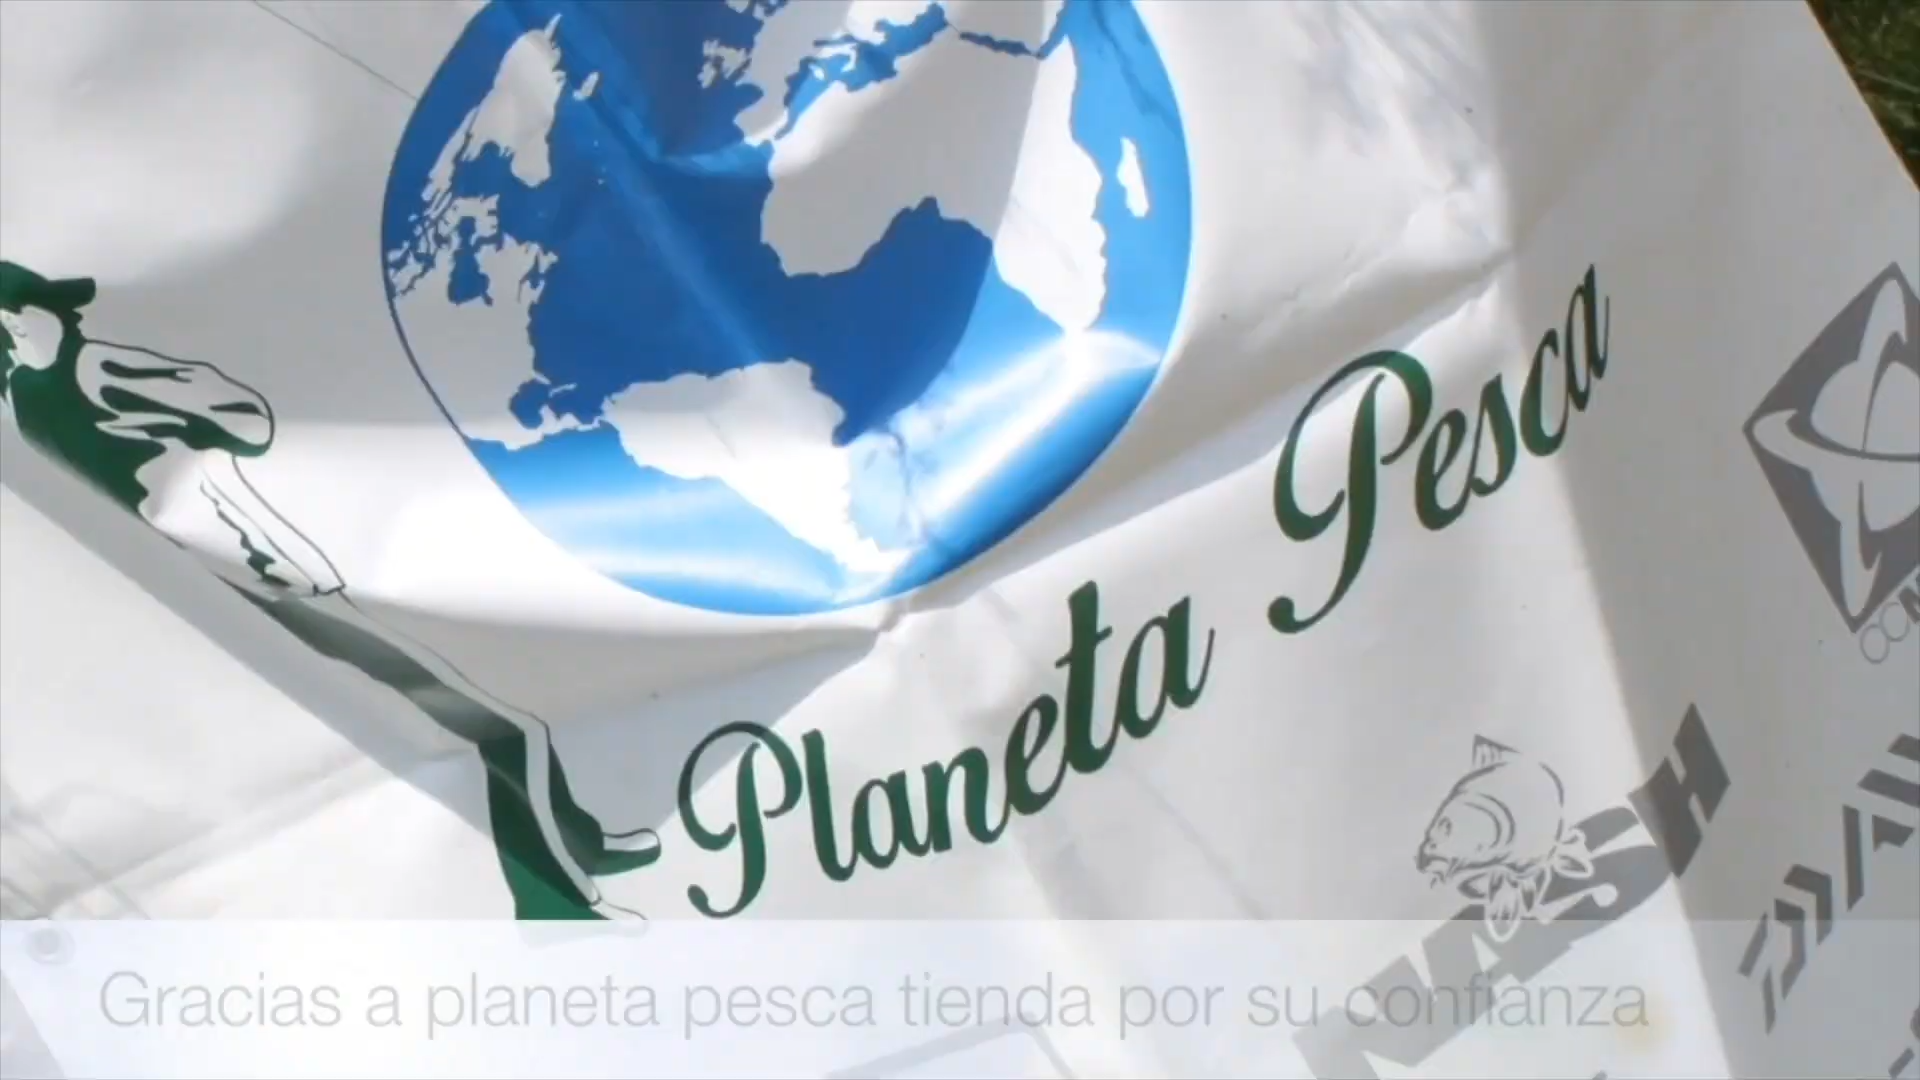 Planeta Pesca
NASH
Gracias a planeta pesca tienda por su confianza